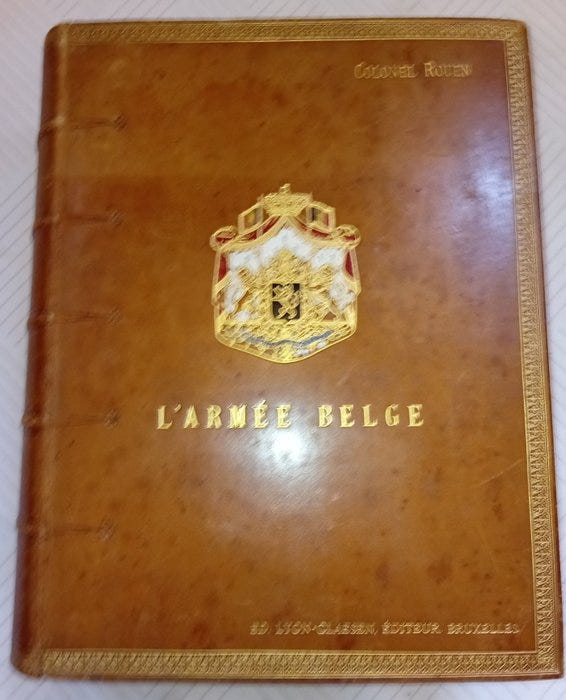 COLONEL ROUEN
L'ARMÉE BELGE
ED. LYON-CLAESEN, ÉDITEUR. BRUXELLES